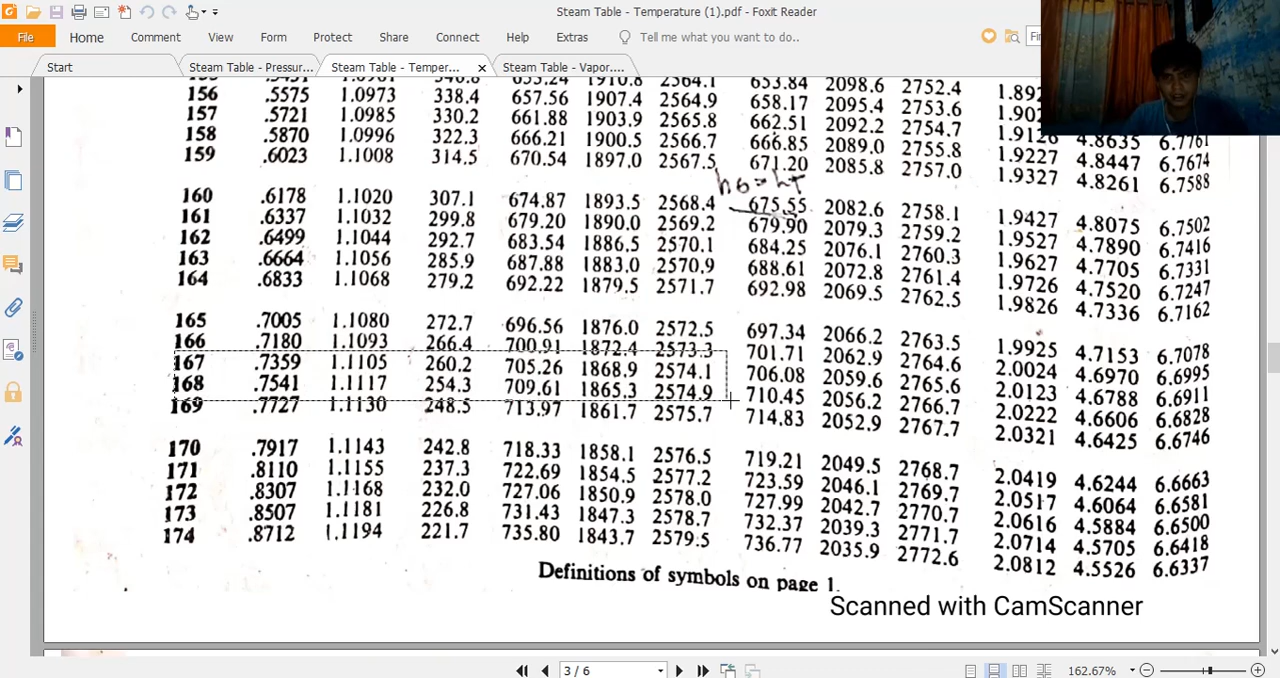 Steam Table - Temperature (1).pdf - Foxit Reader
File Home Comment View Form Protect Share Connect Help Extras Tell me what you want to do..
Start Steam Table - Pressur... Steam Table - Temper... Steam Table - Vapor....
653.84 2098.6 2752.4
156 .5575 1.0973 338.4 657.56 1907.4 2564.9 658.17 2095.4 2753.6
157 .5721 1.0985 330.2 661.88 1903.9 2565.8 662.51 2092.2 2754.7
158 .5870 1.0996 322.3 666.21 1900.5 2566.7 666.85 2089.0 2755.8 1.9126 4.8635 6.7761
159 .6023 1.1008 314.5 670.54 1897.0 2567.5 671.20 2085.8 2757.0 1.9227 4.8447 6.7674
1.9327 4.8261 6.7588
160 .6178 1.1020 307.1 674.87 1893.5 2568.4 675.55 2082.6 2758.1 1.9427 4.8075 6.7502
161 .6337 1.1032 299.8 679.20 1890.0 2569.2 679.90 2079.3 2759.2 1.9527 4.7890 6.7416
162 .6499 1.1044 292.7 683.54 1886.5 2570.1 684.25 2076.1 2760.3 1.9627 4.7705 6.7331
163 .6664 1.1056 285.9 687.88 1883.0 2570.9 688.61 2072.8 2761.4 1.9726 4.7520 6.7247
164 .6833 1.1068 279.2 692.22 1879.5 2571.7 692.98 2069.5 2762.5 1.9826 4.7336 6.7162
165 .7005 1.1080 272.7 696.56 1876.0 2572.5 697.34 2066.2 2763.5 1.9925 4.7153 6.7078
166 .7180 1.1093 266.4 700.91 1872.4 2573.3 701.71 2062.9 2764.6 2.0024 4.6970 6.6995
167 .7359 1.1105 260.2 705.26 1868.9 2574.1 706.08 2059.6 2765.6 2.0123 4.6788 6.6911
168 .7541 1.1117 254.3 709.61 1865.3 2574.9 710.45 2056.2 2766.7 2.0222 4.6606 6.6828
169 .7727 1.1130 248.5 713.97 1861.7 2575.7 714.83 2052.9 2767.7 2.0321 4.6425 6.6746
170 .7917 1.1143 242.8 718.33 1858.1 2576.5 719.21 2049.5 2768.7 2.0419 4.6244 6.6663
171 .8110 1.1155 237.3 722.69 1854.5 2577.2 723.59 2046.1 2769.7 2.0517 4.6064 6.6581
172 .8307 1.1168 232.0 727.06 1850.9 2578.0 727.99 2042.7 2770.7 2.0616 4.5884 6.6500
173 .8507 1.1181 226.8 731.43 1847.3 2578.7 732.37 2039.3 2771.7 2.0714 4.5705 6.6418
174 .8712 1.1194 221.7 735.80 1843.7 2579.5 736.77 2035.9 2772.6 2.0812 4.5526 6.6337
Definitions of symbols on page 1.
Scanned with CamScanner
3 / 6 162.67%